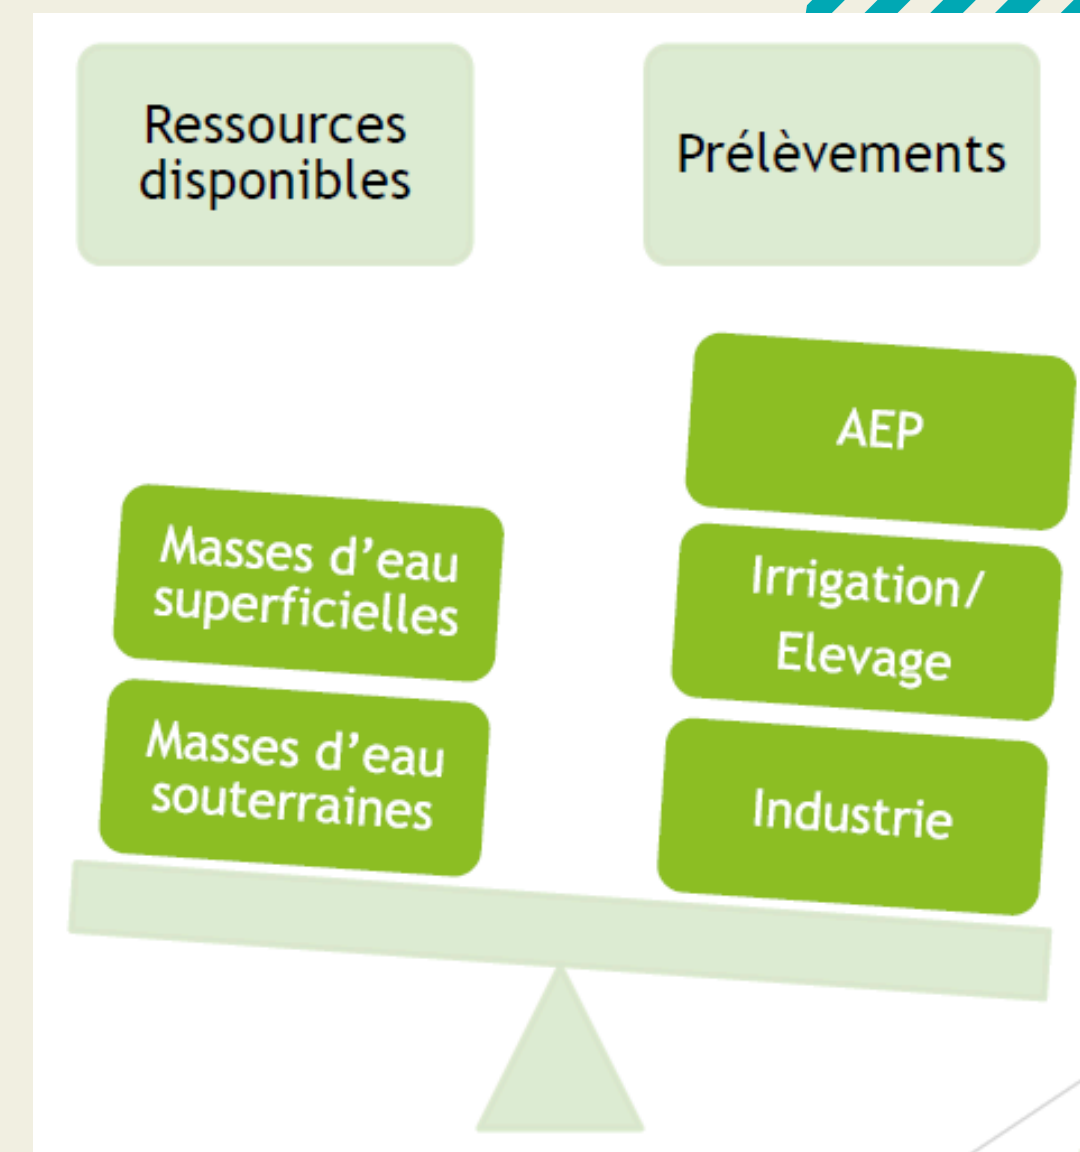 Ressources
disponibles
Prélèvements
Masses d’eau
superficielles
Masses d’eau
souterraines
AEP
Irrigation/
Elevage
Industrie